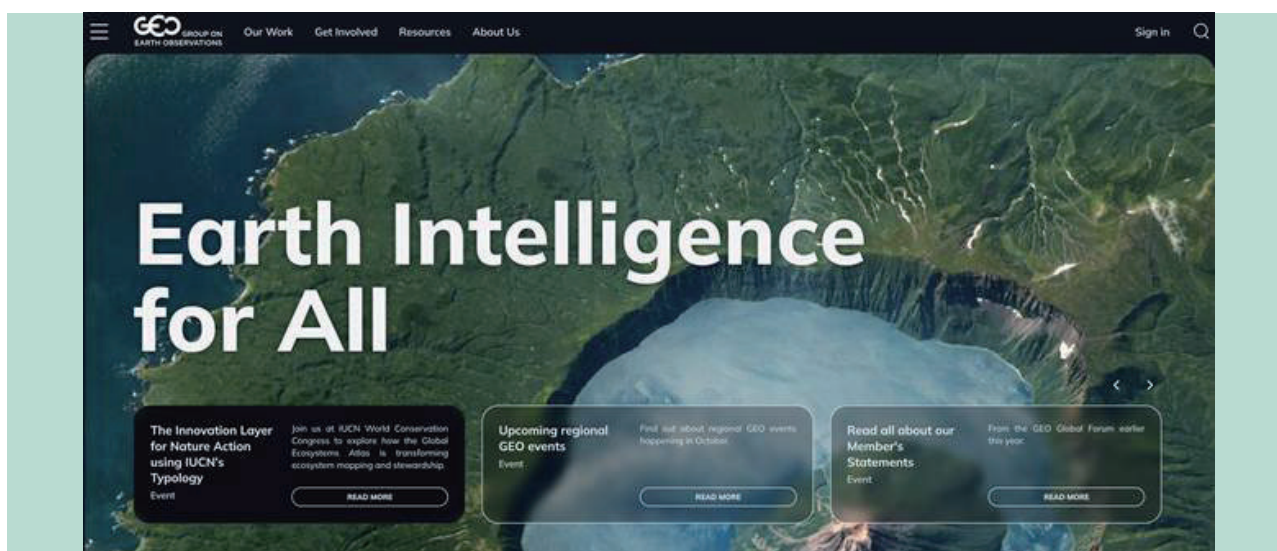 GEO GROUP ON
EARTH OBSERVATIONS
Our Work Get Involved Resources About Us
Sign in
Earth Intelligence
for All
The Innovation Layer
for Nature Action
using IUCN's
Typology
Event
Join us at IUCN World Conservation
Congress to explore how the Global
Ecosystems Atlas is transforming
ecosystem mapping and stewardship.
READ MORE
Upcoming regional
GEO events
Event
Find out about regional GEO events
happening in October.
READ MORE
Read all about our
Member's
Statements
Event
From the GEO Global Forum earlier
this year.
READ MORE